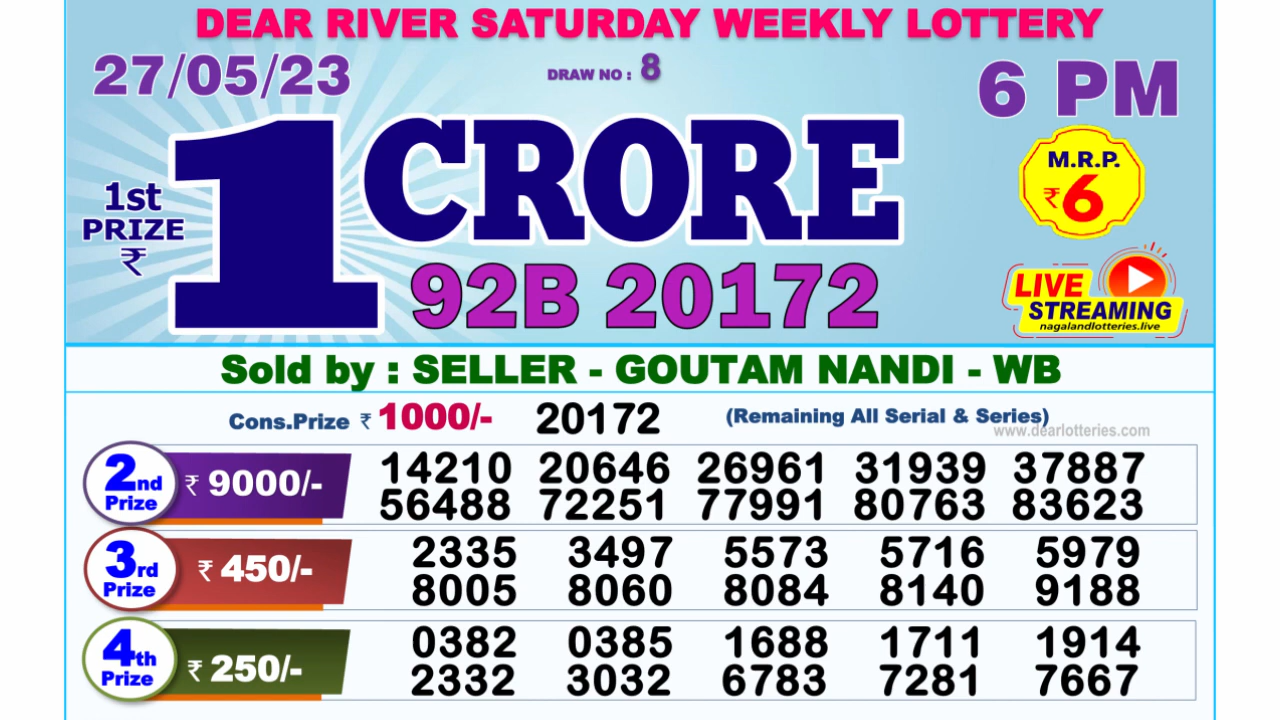 DEAR RIVER SATURDAY WEEKLY LOTTERY
27/05/23 DRAW NO : 8 6 PM
1st PRIZE ₹ 1 CRORE
M.R.P. ₹6
92B 20172
LIVE STREAMING
nagalandlotteries.live
Sold by : SELLER - GOUTAM NANDI - WB
Cons.Prize ₹ 1000/- 20172 (Remaining All Serial & Series)
www.dearlotteries.com
2nd Prize ₹ 9000/-
14210 20646 26961 31939 37887
56488 72251 77991 80763 83623
3rd Prize ₹ 450/-
2335 3497 5573 5716 5979
8005 8060 8084 8140 9188
4th Prize ₹ 250/-
0382 0385 1688 1711 1914
2332 3032 6783 7281 7667